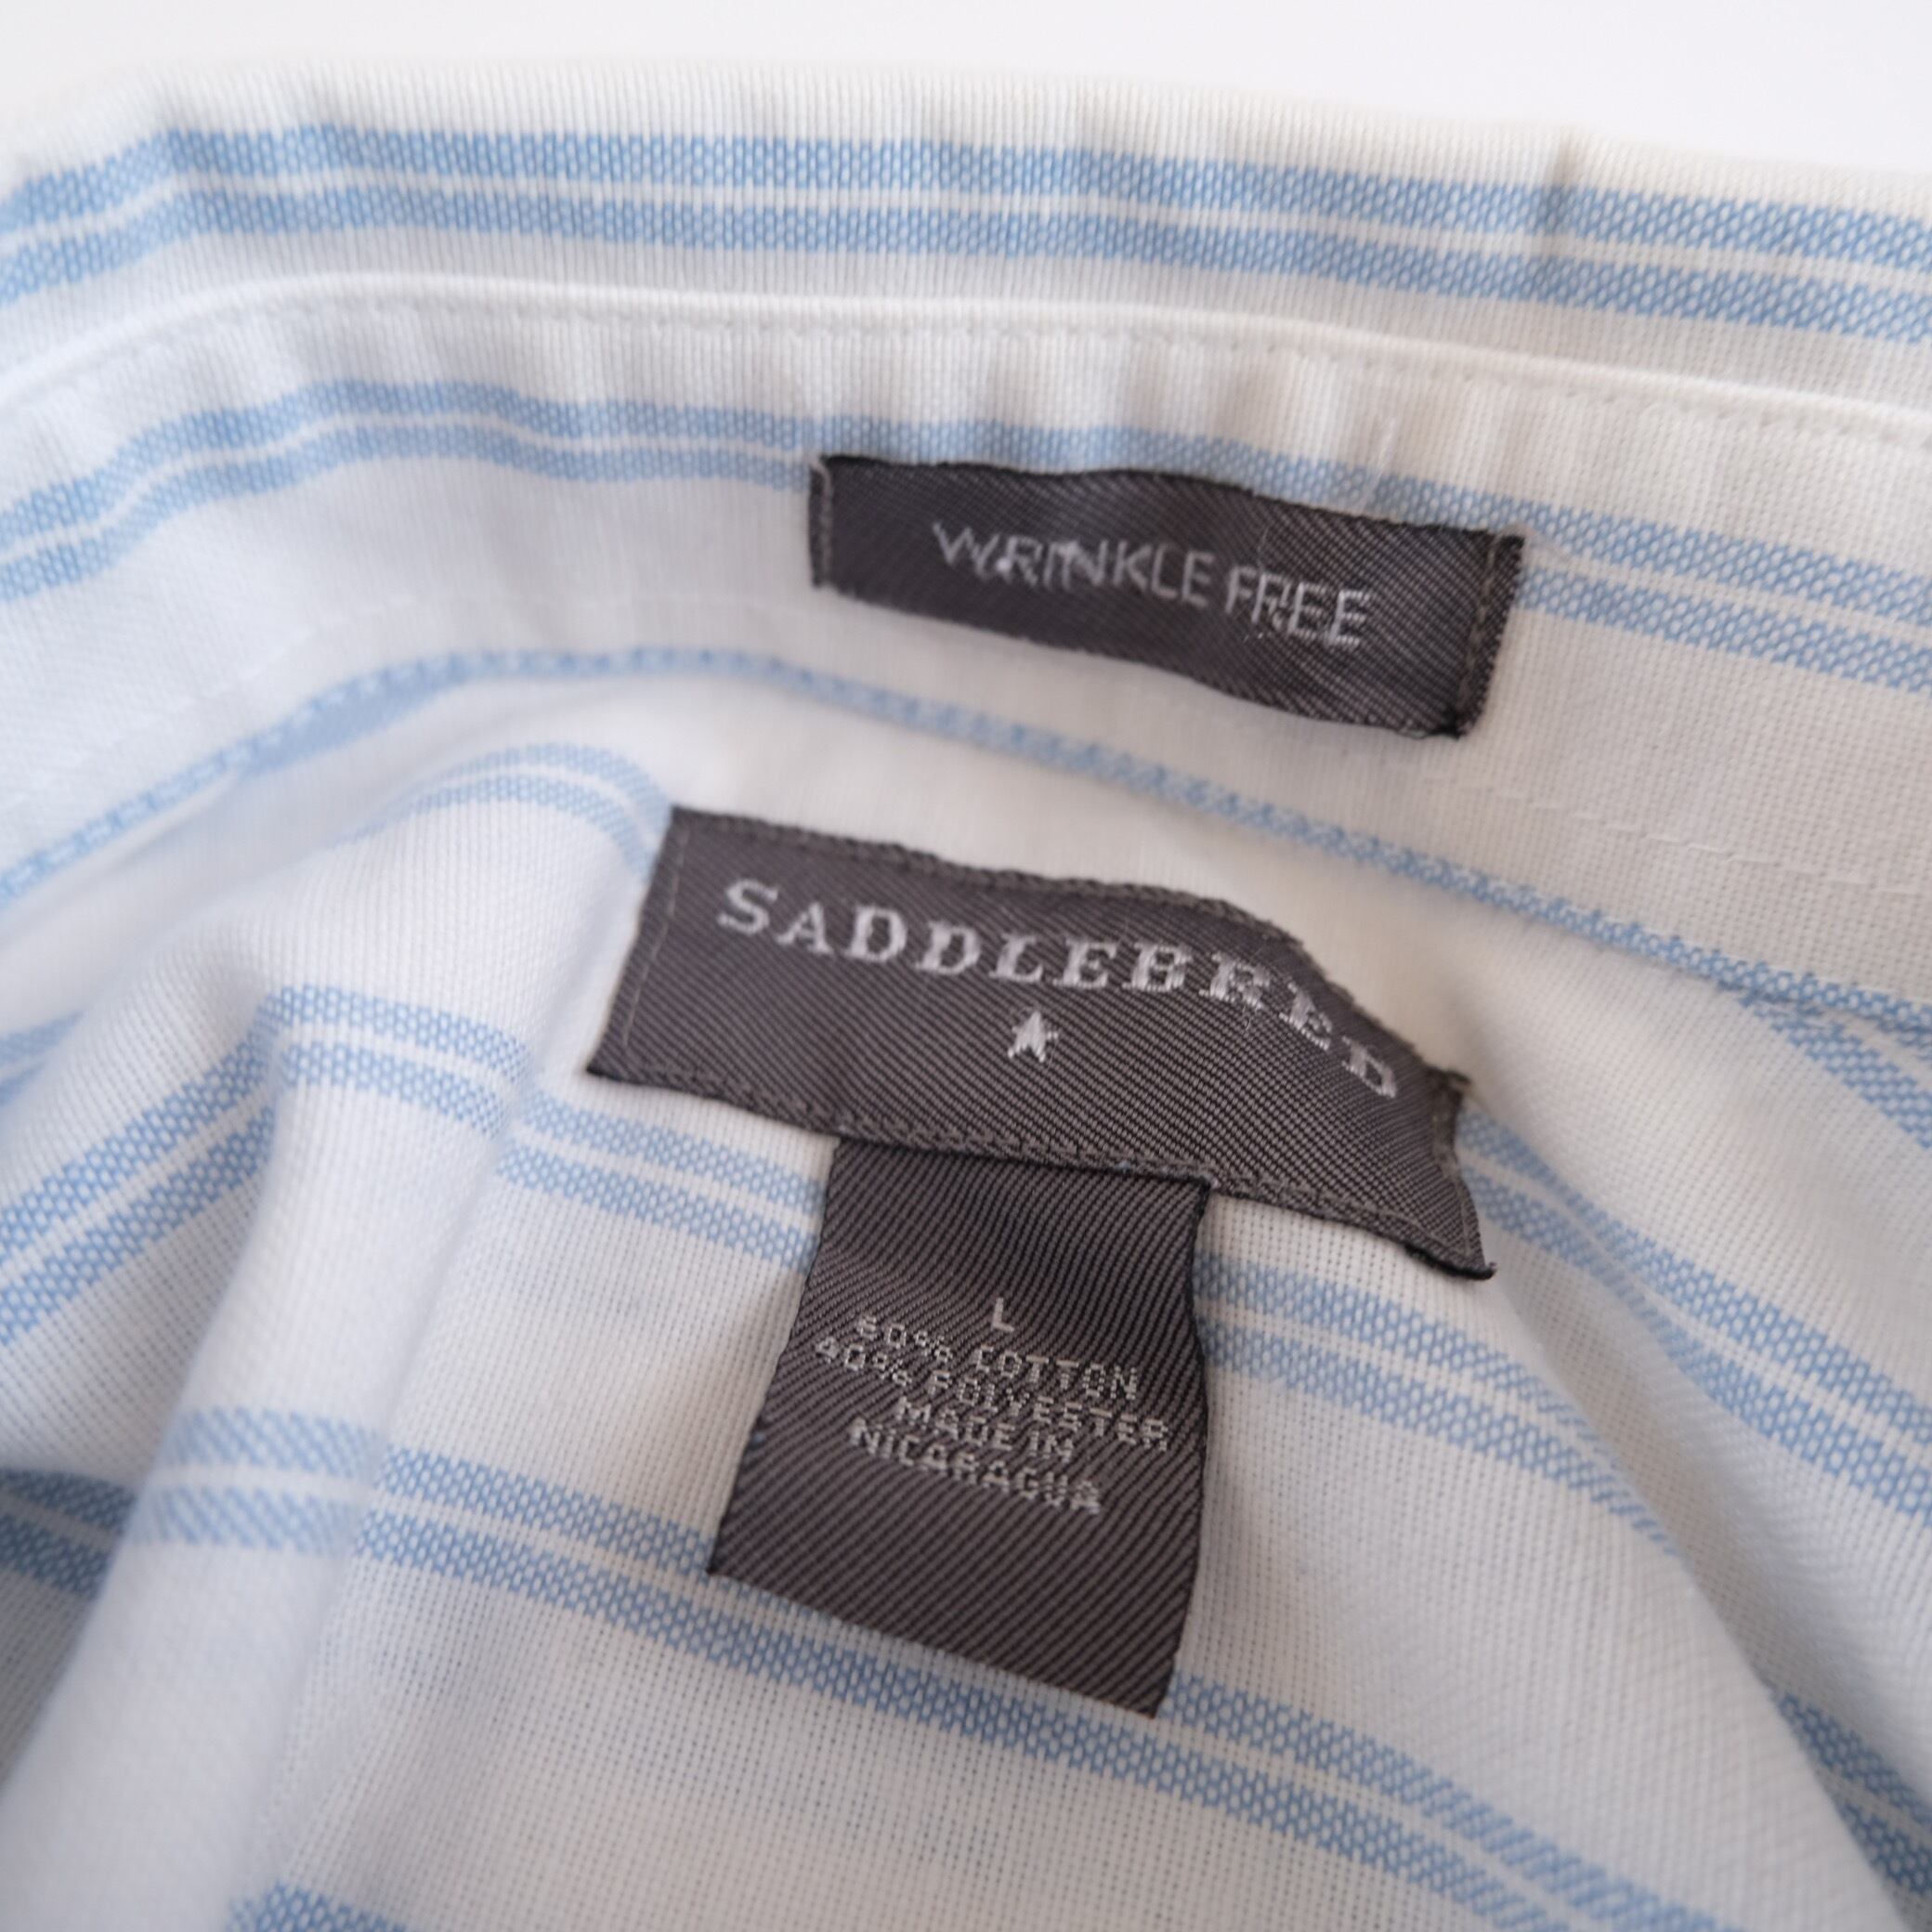 WRINKLE FREE
SADDLEBRED
L
60% COTTON
40% POLYESTER
MADE IN
NICARAGUA